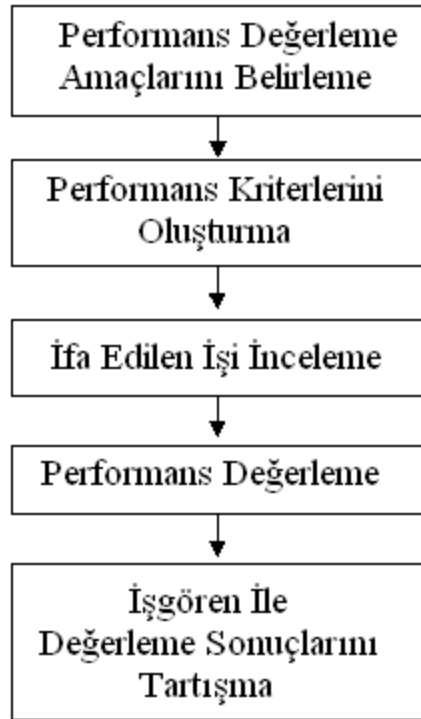 Performans Değerleme
Amaçlarını Belirleme
Performans Kriterlerini
Oluşturma
İfa Edilen İşi İnceleme
Performans Değerleme
İşgören İle
Değerleme Sonuçlarını
Tartışma